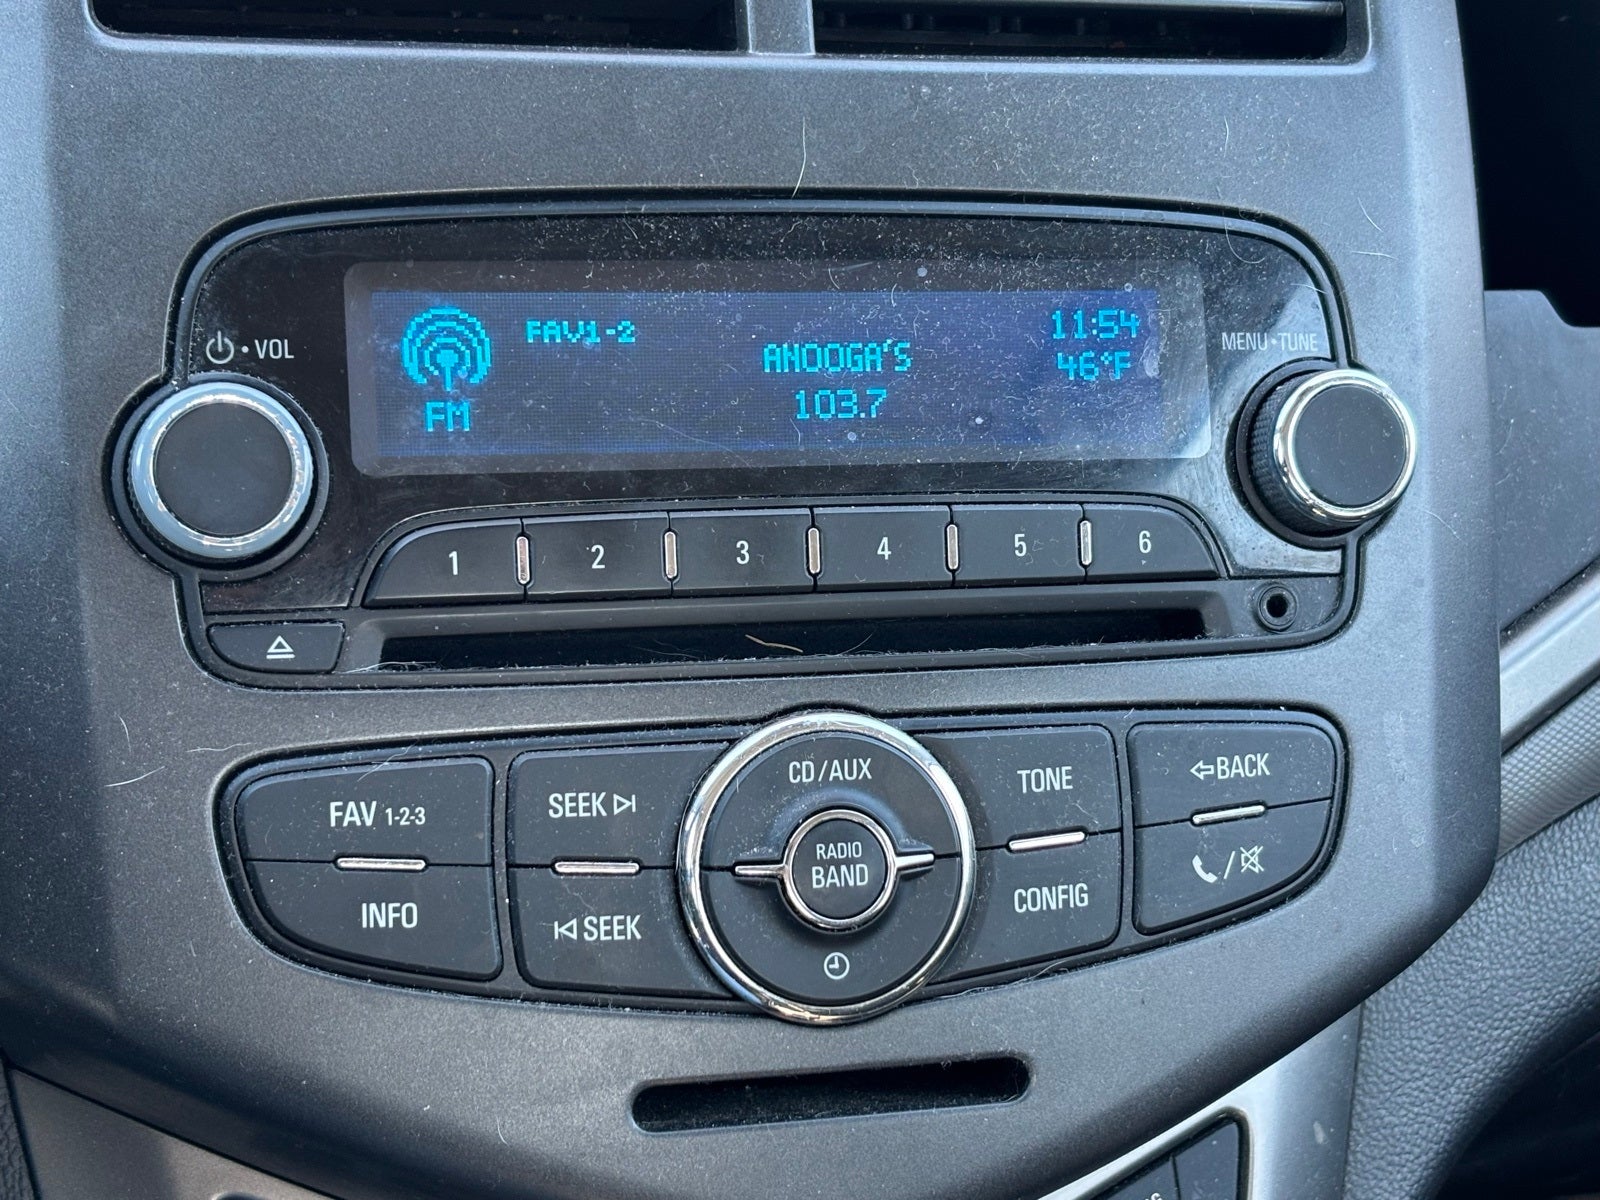 FAV1-2
11:54
ANOOGA'S
46°F
103.7
FM
VOL
MENU•TUNE
1
2
3
4
5
6
CD/AUX
SEEK
TONE
BACK
FAV 1-2-3
RADIO
BAND
INFO
SEEK
CONFIG
/